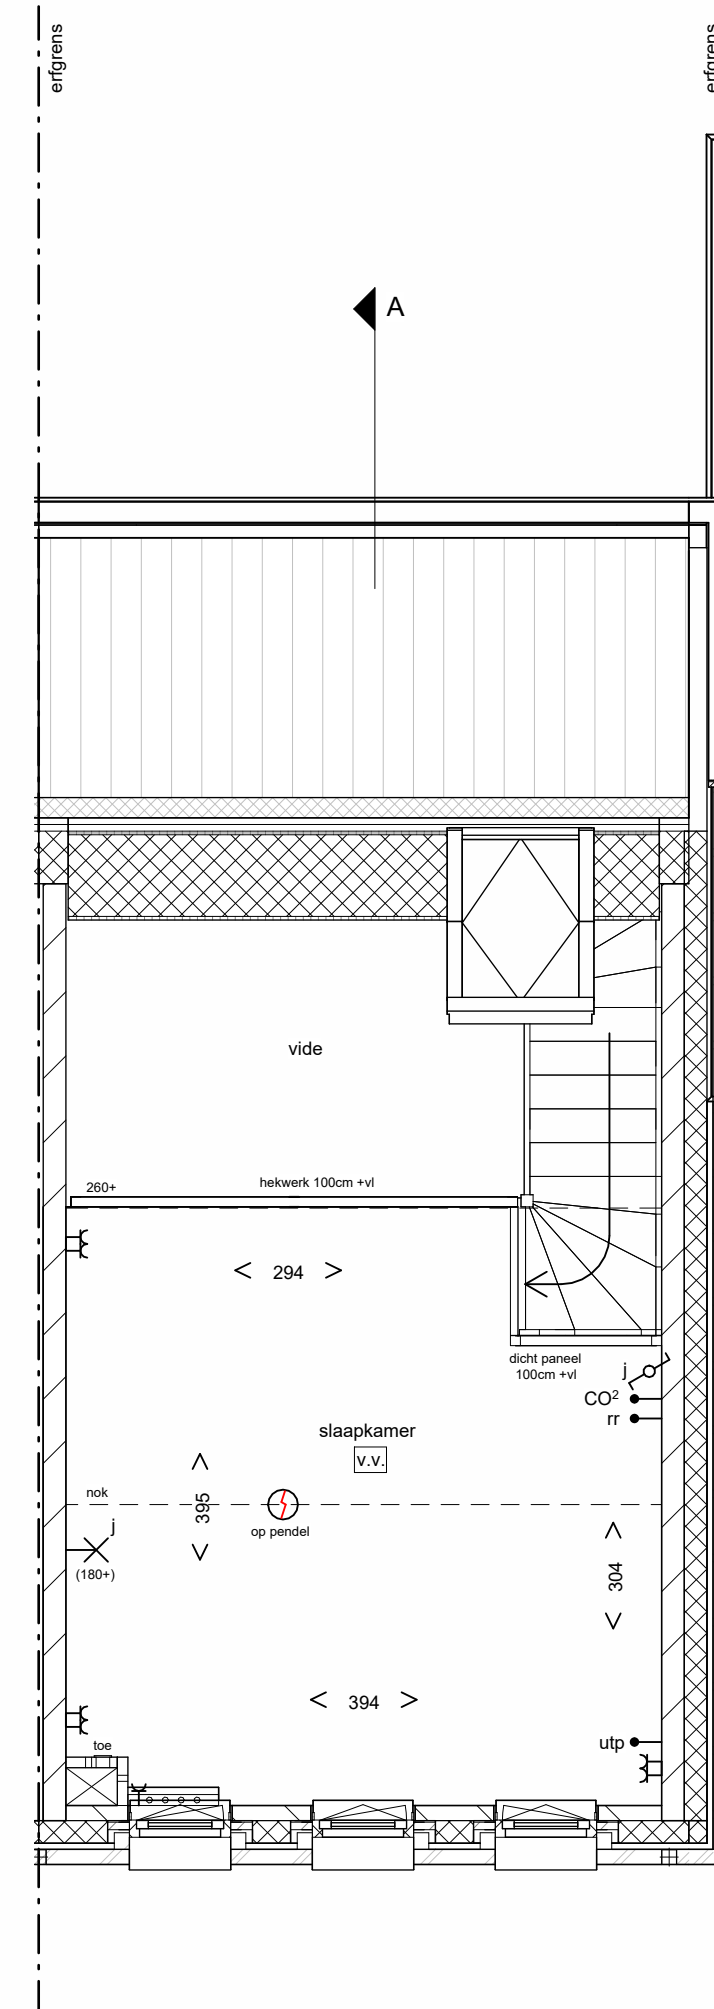 erfgrens
erfgrens
A
vide
260+
hekwerk 100cm +vl
294
dicht paneel
100cm +vl
j
CO²
rr
slaapkamer
v.v.
nok
395
op pendel
j
(180+)
304
394
toe
utp